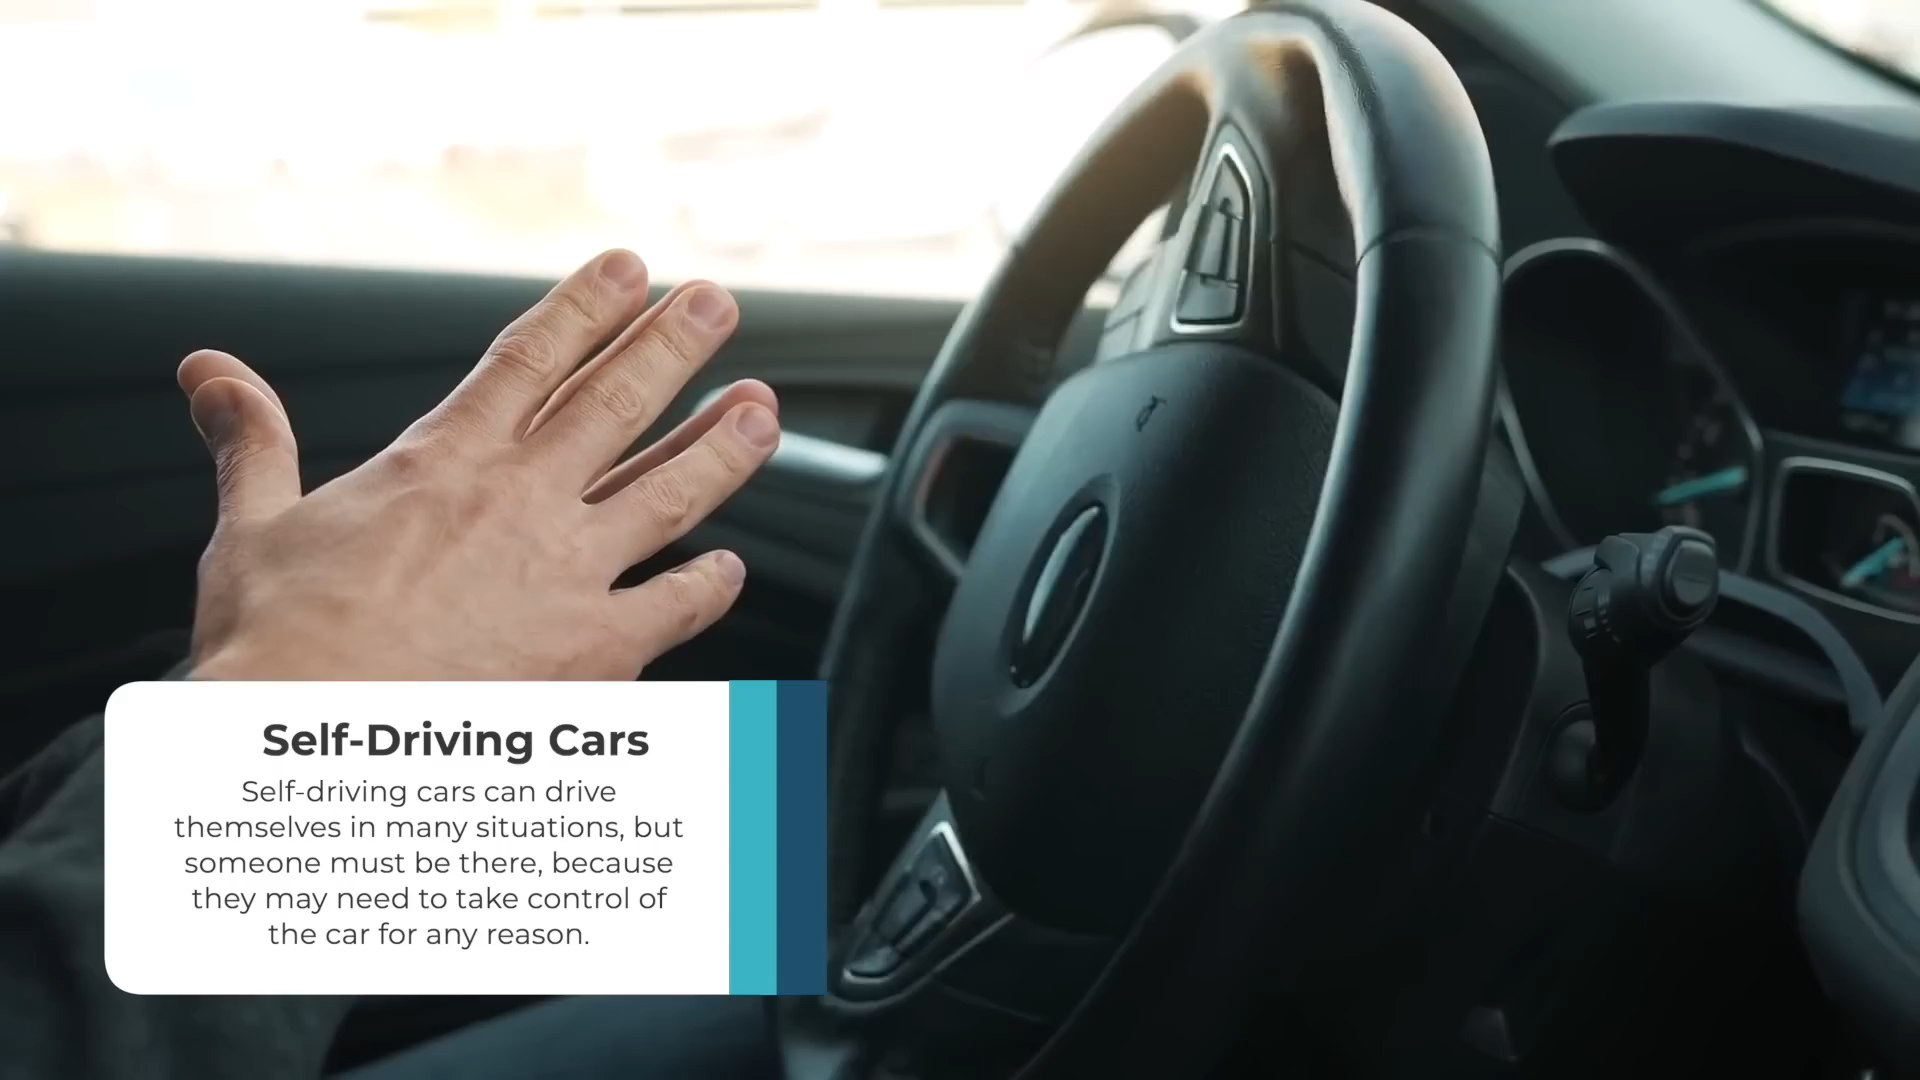 Self-Driving Cars
Self-driving cars can drive
themselves in many situations, but
someone must be there, because
they may need to take control of
the car for any reason.